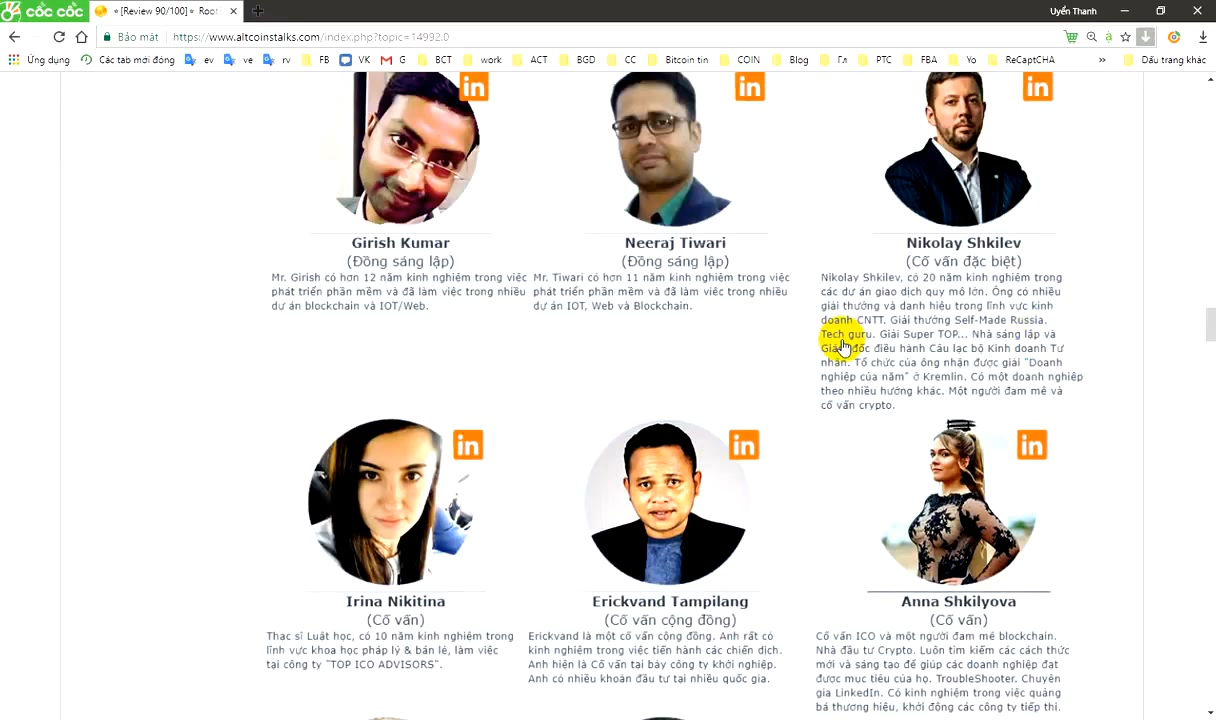 cốc cốc
[Review 90/100]
Uyển Thanh
Bảo mật
https://www.altcoinstalks.com/index.php?topic=14992.0
Ứng dụng Các tab mới đóng ev ve rv FB VK G BCT work ACT BGD CC Bitcoin tin COIN Blog Гл PTC FBA Yo ReCaptCHA » Dấu trang khác
in in in
Girish Kumar
(Đồng sáng lập)
Mr. Girish có hơn 12 năm kinh nghiệm trong việc
phát triển phần mềm và đã làm việc trong nhiều
dự án blockchain và IOT/Web.
Neeraj Tiwari
(Đồng sáng lập)
Mr. Tiwari có hơn 11 năm kinh nghiệm trong việc
phát triển phần mềm và đã làm việc trong nhiều
dự án IOT, Web và Blockchain.
Nikolay Shkilev
(Cố vấn đặc biệt)
Nikolay Shkilev, có 20 năm kinh nghiệm trong
các dự án giao dịch quy mô lớn. Ông có nhiều
giải thưởng và danh hiệu trong lĩnh vực kinh
doanh CNTT. Giải thưởng Self-Made Russia.
Tech guru. Giải Super TOP... Nhà sáng lập và
Giám đốc điều hành Câu lạc bộ Kinh doanh Tư
nhân. Tổ chức của ông nhận được giải “Doanh
nghiệp của năm” ở Kremlin. Có một doanh nghiệp
theo nhiều hướng khác. Một người đam mê và
cố vấn crypto.
in in in
Irina Nikitina
(Cố vấn)
Thạc sĩ Luật học, có 10 năm kinh nghiệm trong
lĩnh vực khoa học pháp lý & bán lẻ, làm việc
tại công ty “TOP ICO ADVISORS”.
Erickvand Tampilang
(Cố vấn cộng đồng)
Erickvand là một cố vấn cộng đồng. Anh rất có
kinh nghiệm trong việc tiến hành các chiến dịch.
Anh hiện là Cố vấn tại bảy công ty khởi nghiệp.
Anh có nhiều khoản đầu tư tại nhiều quốc gia.
Anna Shkilyova
(Cố vấn)
Cố vấn ICO và một người đam mê blockchain.
Nhà đầu tư Crypto. Luôn tìm kiếm các cách thức
mới và sáng tạo để giúp các doanh nghiệp đạt
được mục tiêu của họ. TroubleShooter. Chuyên
gia LinkedIn. Có kinh nghiệm trong việc quảng
bá thương hiệu, khởi động các công ty tiếp thị.